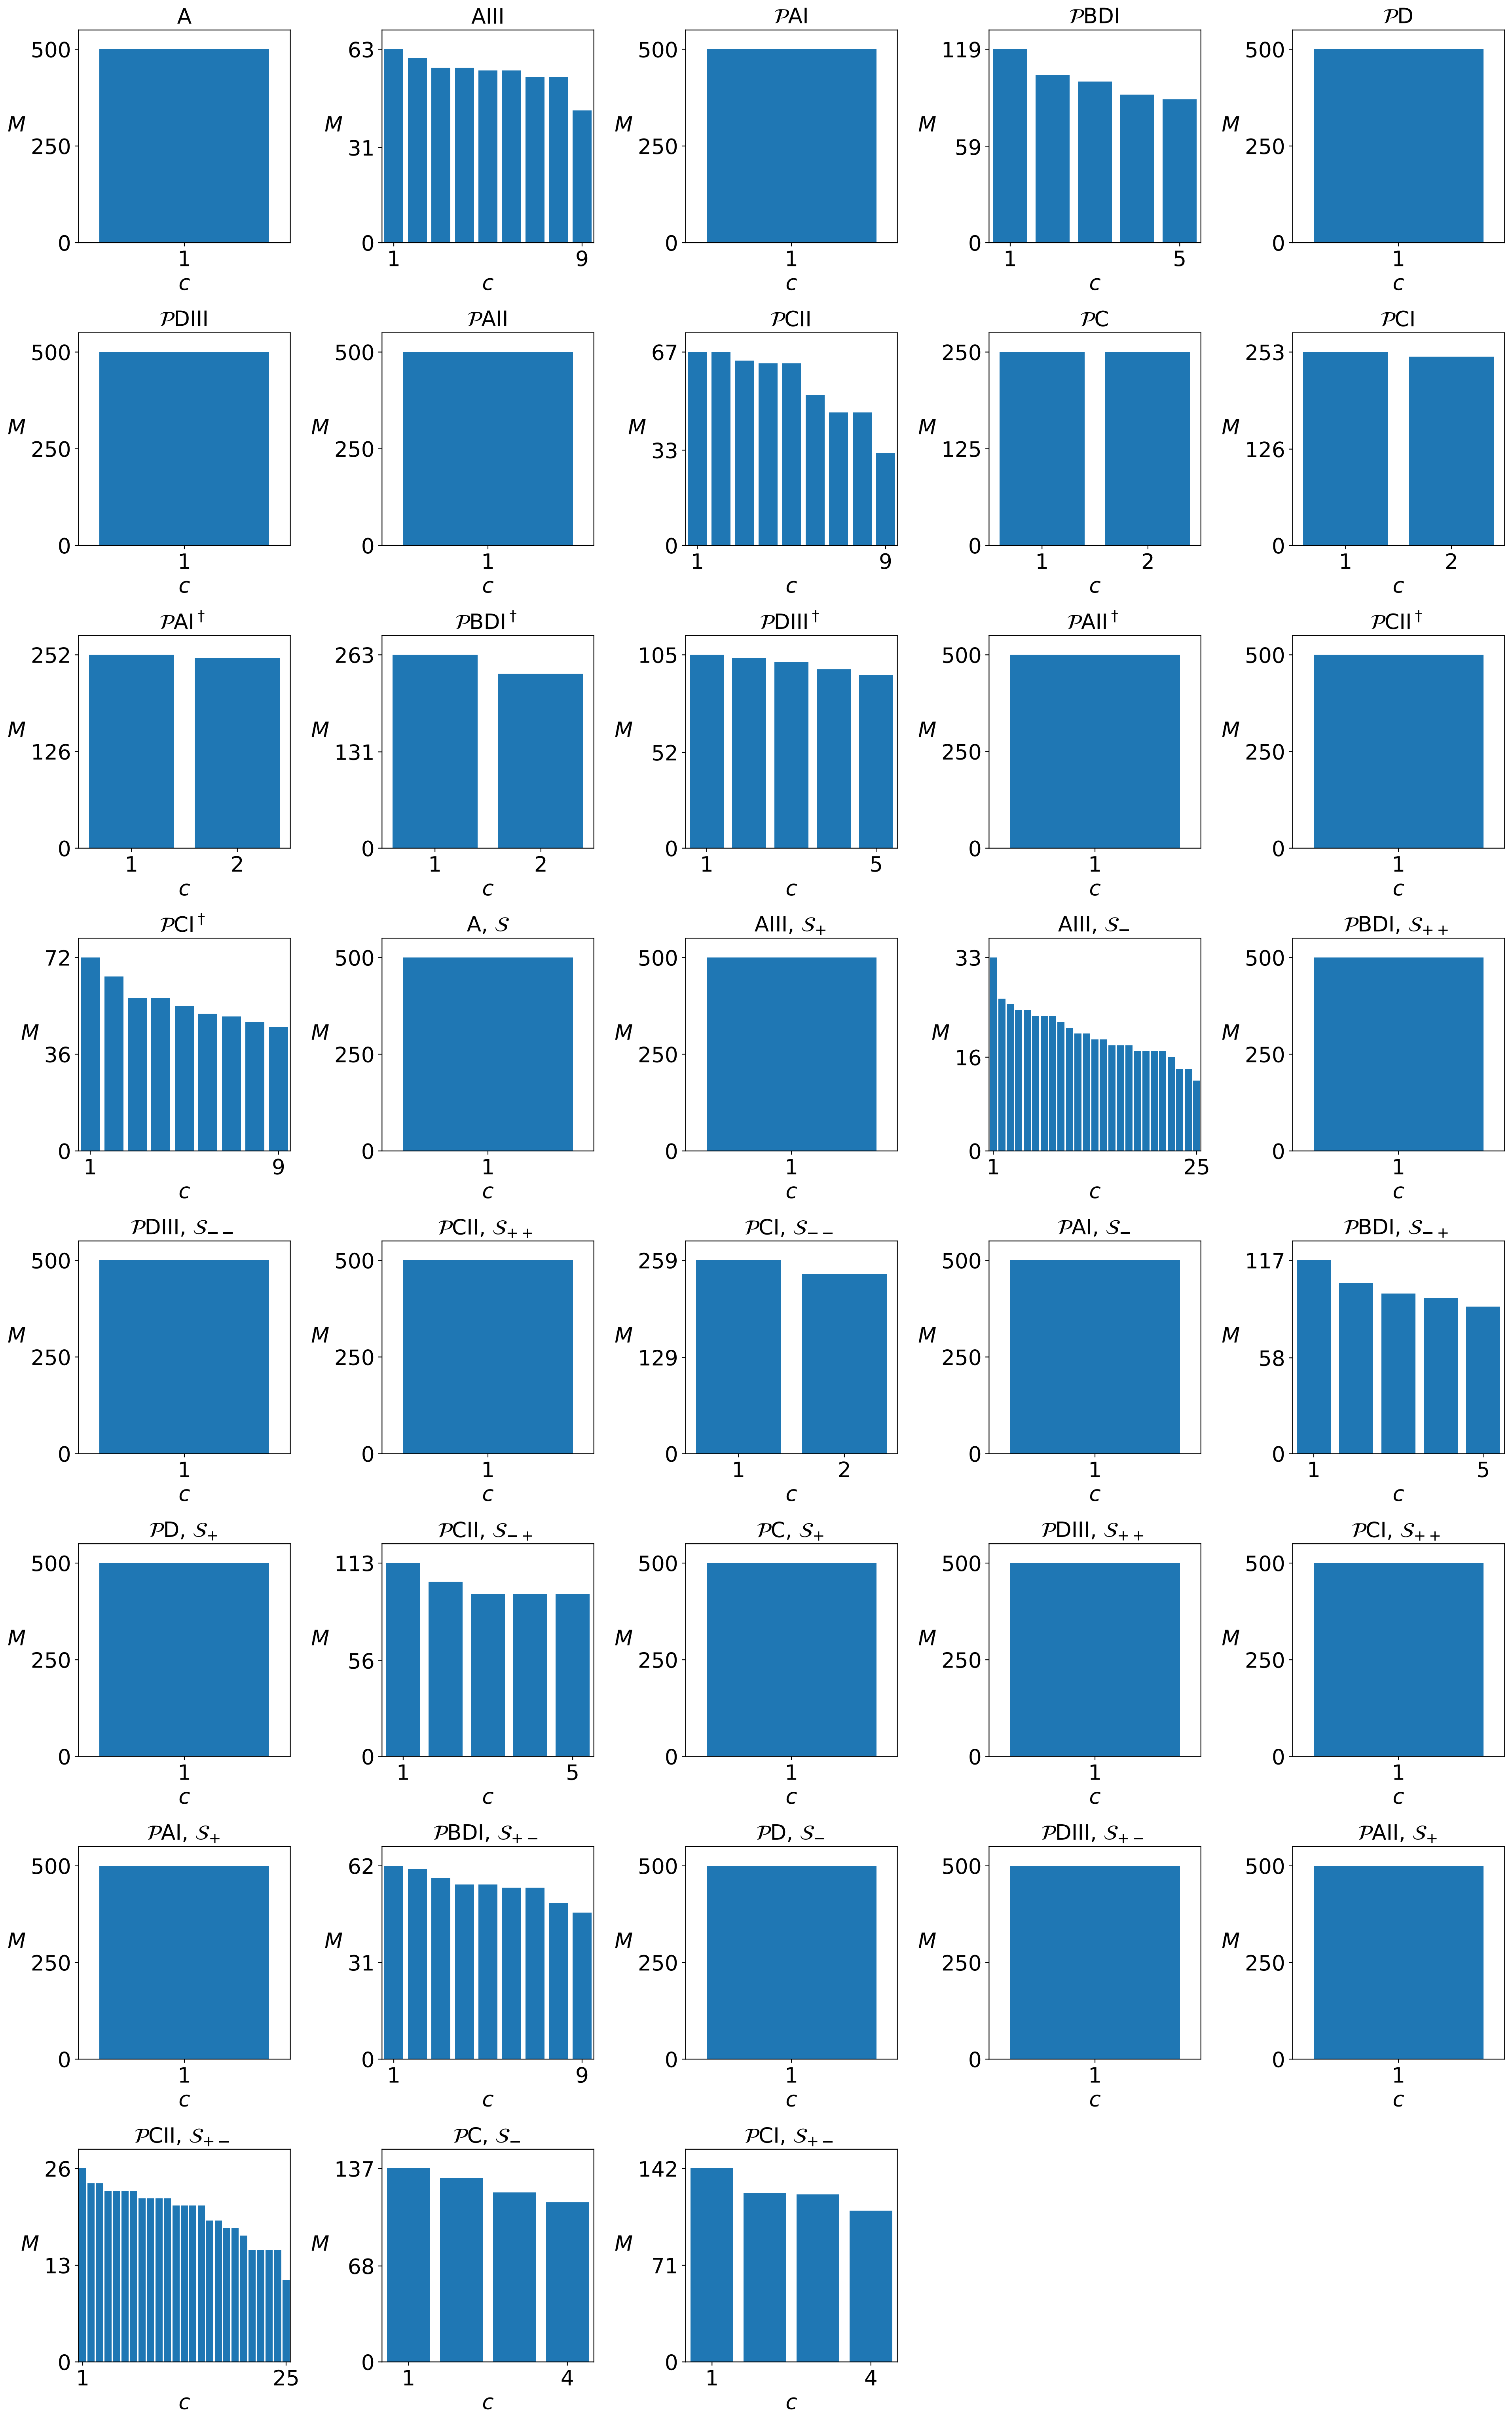 A
AIII
𝒫AI
𝒫BDI
𝒫D
500
250
0
M
1
c
63
31
0
M
1
9
c
500
250
0
M
1
c
119
59
0
M
1
5
c
500
250
0
M
1
c
𝒫DIII
𝒫AII
𝒫CII
𝒫C
𝒫CI
500
250
0
M
1
c
500
250
0
M
1
c
67
33
0
M
1
9
c
250
125
0
M
1
2
c
253
126
0
M
1
2
c
𝒫AI†
𝒫BDI†
𝒫DIII†
𝒫AII†
𝒫CII†
252
126
0
M
1
2
c
263
131
0
M
1
2
c
105
52
0
M
1
5
c
500
250
0
M
1
c
500
250
0
M
1
c
𝒫CI†
A, 𝒮
AIII, 𝒮₊
AIII, 𝒮₋
𝒫BDI, 𝒮₊₊
72
36
0
M
1
9
c
500
250
0
M
1
c
500
250
0
M
1
c
33
16
0
M
1
25
c
500
250
0
M
1
c
𝒫DIII, 𝒮₋₋
𝒫CII, 𝒮₊₊
𝒫CI, 𝒮₋₋
𝒫AI, 𝒮₋
𝒫BDI, 𝒮₋₊
500
250
0
M
1
c
500
250
0
M
1
c
259
129
0
M
1
2
c
500
250
0
M
1
c
117
58
0
M
1
5
c
𝒫D, 𝒮₊
𝒫CII, 𝒮₋₊
𝒫C, 𝒮₊
𝒫DIII, 𝒮₊₊
𝒫CI, 𝒮₊₊
500
250
0
M
1
c
113
56
0
M
1
5
c
500
250
0
M
1
c
500
250
0
M
1
c
500
250
0
M
1
c
𝒫AI, 𝒮₊
𝒫BDI, 𝒮₊₋
𝒫D, 𝒮₋
𝒫DIII, 𝒮₊₋
𝒫AII, 𝒮₊
500
250
0
M
1
c
62
31
0
M
1
9
c
500
250
0
M
1
c
500
250
0
M
1
c
500
250
0
M
1
c
𝒫CII, 𝒮₊₋
𝒫C, 𝒮₋
𝒫CI, 𝒮₊₋
26
13
0
M
1
25
c
137
68
0
M
1
4
c
142
71
0
M
1
4
c